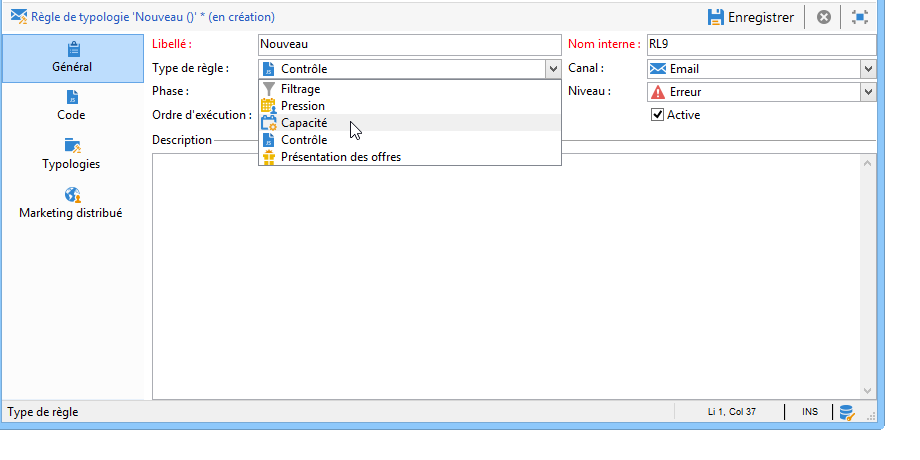 Règle de typologie 'Nouveau ()' * (en création)
Enregistrer
Général
Code
Typologies
Marketing distribué
Libellé :
Nouveau
Nom interne :
RL9
Type de règle :
Contrôle
Canal :
Email
Phase :
Niveau :
Erreur
Ordre d'exécution :
Active
Filtrage
Pression
Capacité
Contrôle
Présentation des offres
Description
Type de règle
Li 1, Col 37
INS